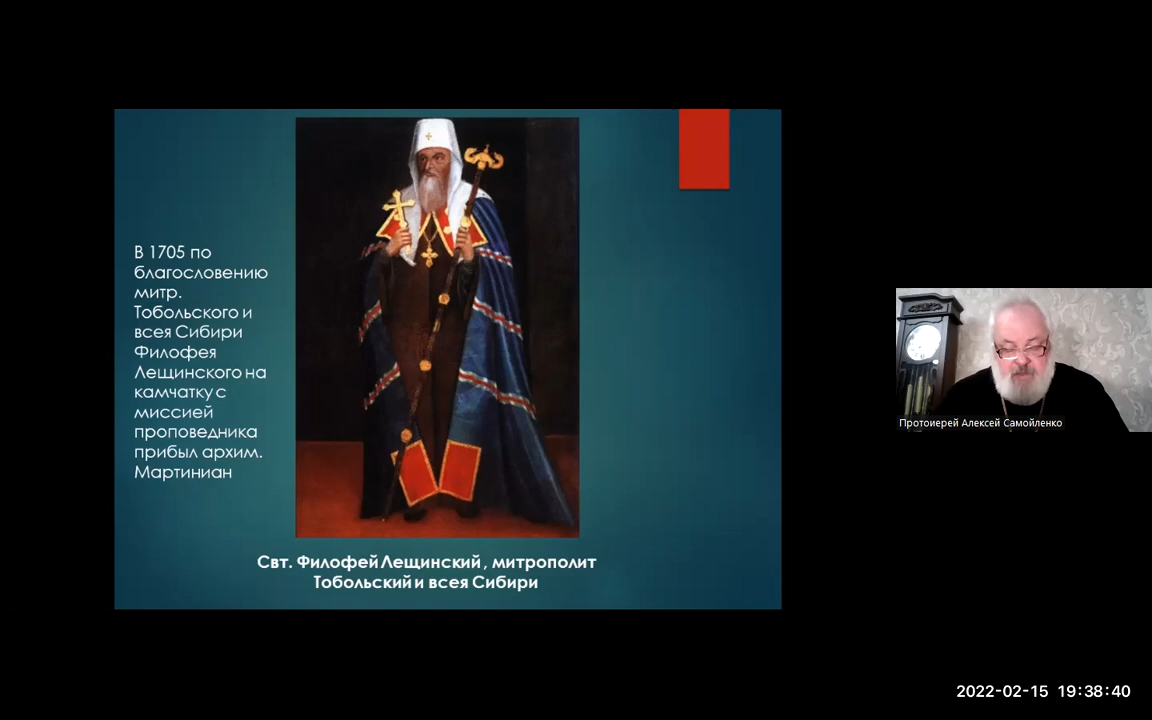 В 1705 по
благословению
митр.
Тобольского и
всея Сибири
Филофея
Лещинского на
камчатку с
миссией
проповедника
прибыл архим.
Мартиниан
Свт. Филофей Лещинский , митрополит
Тобольский и всея Сибири
Протоиерей Алексей Самойленко
2022-02-15 19:38:40